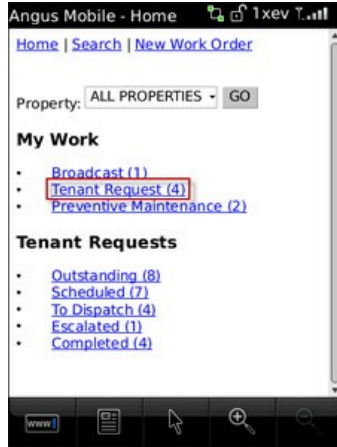 Angus Mobile - Home 1xev
Home | Search | New Work Order
Property: ALL PROPERTIES GO
My Work
• Broadcast (1)
• Tenant Request (4)
• Preventive Maintenance (2)
Tenant Requests
• Outstanding (8)
• Scheduled (7)
• To Dispatch (4)
• Escalated (1)
• Completed (4)
www.